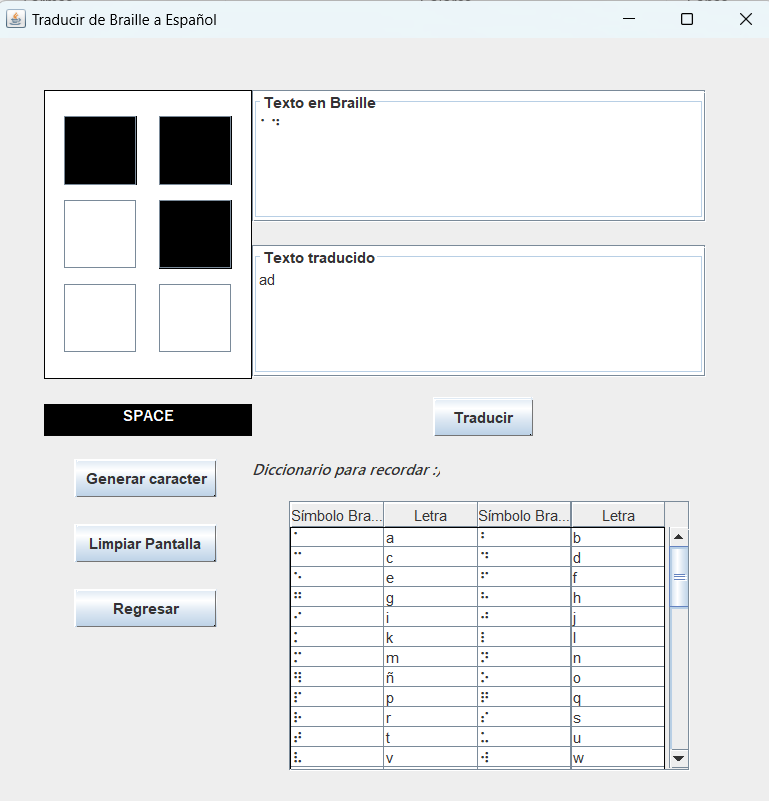 Traducir de Braille a Español
Texto en Braille
⠁⠙
Texto traducido
ad
SPACE
Traducir
Generar caracter
Limpiar Pantalla
Regresar
Diccionario para recordar :,
Símbolo Bra... Letra Símbolo Bra... Letra
⠁ a ⠃ b
⠉ c ⠙ d
⠑ e ⠋ f
⠛ g ⠓ h
⠊ i ⠚ j
⠅ k ⠇ l
⠍ m ⠝ n
⠻ ñ ⠕ o
⠏ p ⠟ q
⠗ r ⠎ s
⠞ t ⠥ u
⠧ v ⠺ w